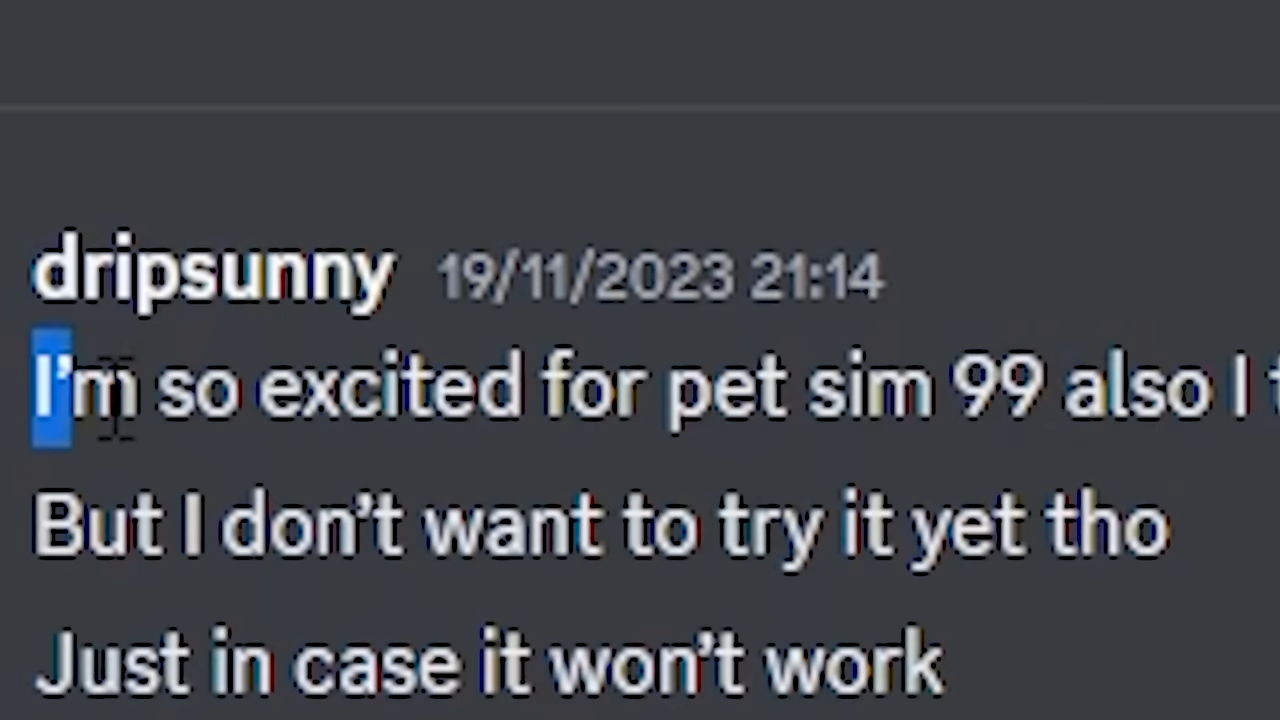 dripsunny 19/11/2023 21:14
I’m so excited for pet sim 99 also I
But I don’t want to try it yet tho
Just in case it won’t work